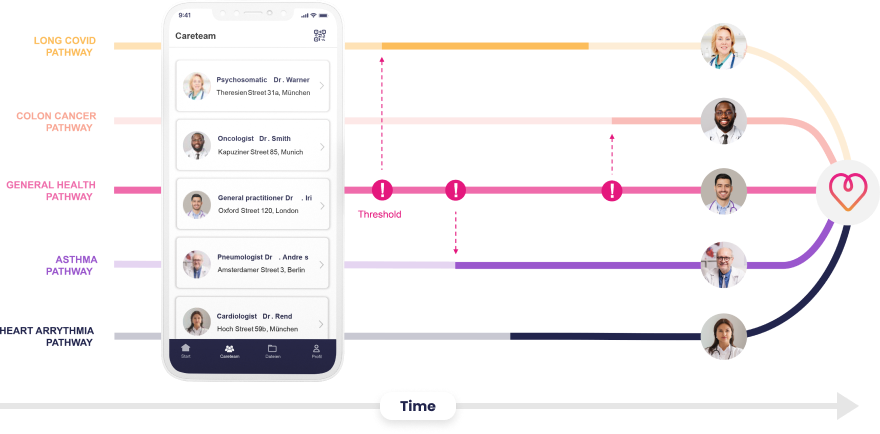 9:41
Careteam
LONG COVID
PATHWAY
Psychosomatic Dr. Warner
Theresien Street 31a, München
COLON CANCER
PATHWAY
Oncologist Dr. Smith
Kapuziner Street 85, Munich
GENERAL HEALTH
PATHWAY
General practitioner Dr . Iri
Oxford Street 120, London
!
!
!
Threshold
ASTHMA
PATHWAY
Pneumologist Dr . Andre s
Amsterdamer Street 3, Berlin
HEART ARRYTHMIA
PATHWAY
Cardiologist Dr. Rend
Hoch Street 59b, München
Start
Careteam
Dateien
Profil
Time